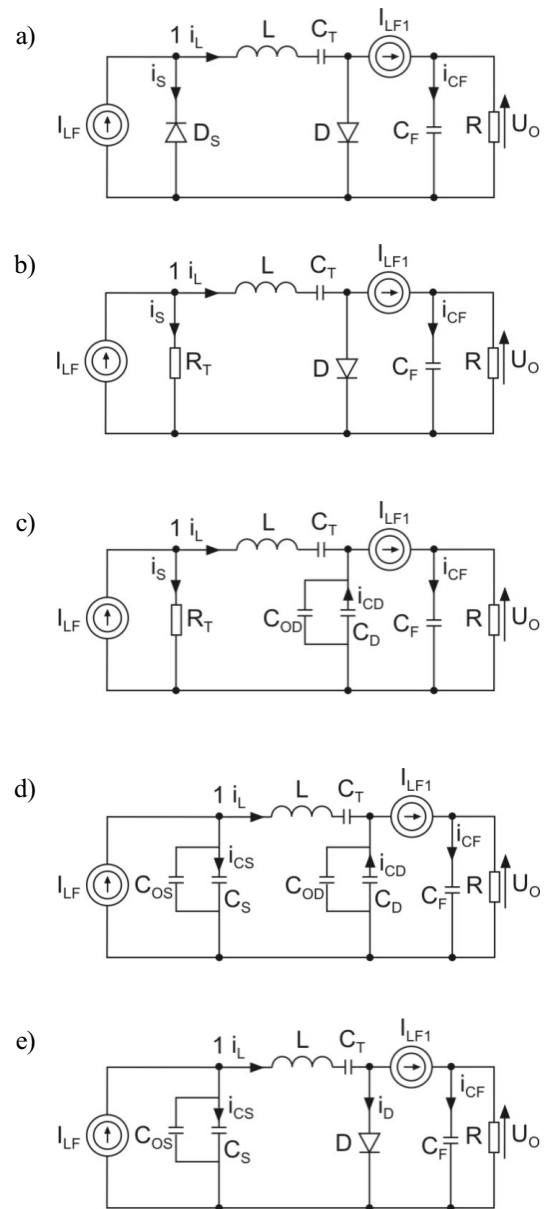 a)
1 i_L L C_T I_LF1
i_S i_CF
I_LF D_S D C_F R U_O
b)
1 i_L L C_T I_LF1
i_S i_CF
I_LF R_T D C_F R U_O
c)
1 i_L L C_T I_LF1
i_S i_CD i_CF
I_LF R_T C_OD C_D C_F R U_O
d)
1 i_L L C_T I_LF1
i_CS i_CD i_CF
I_LF C_OS C_S C_OD C_D C_F R U_O
e)
1 i_L L C_T I_LF1
i_CS i_D i_CF
I_LF C_OS C_S D C_F R U_O